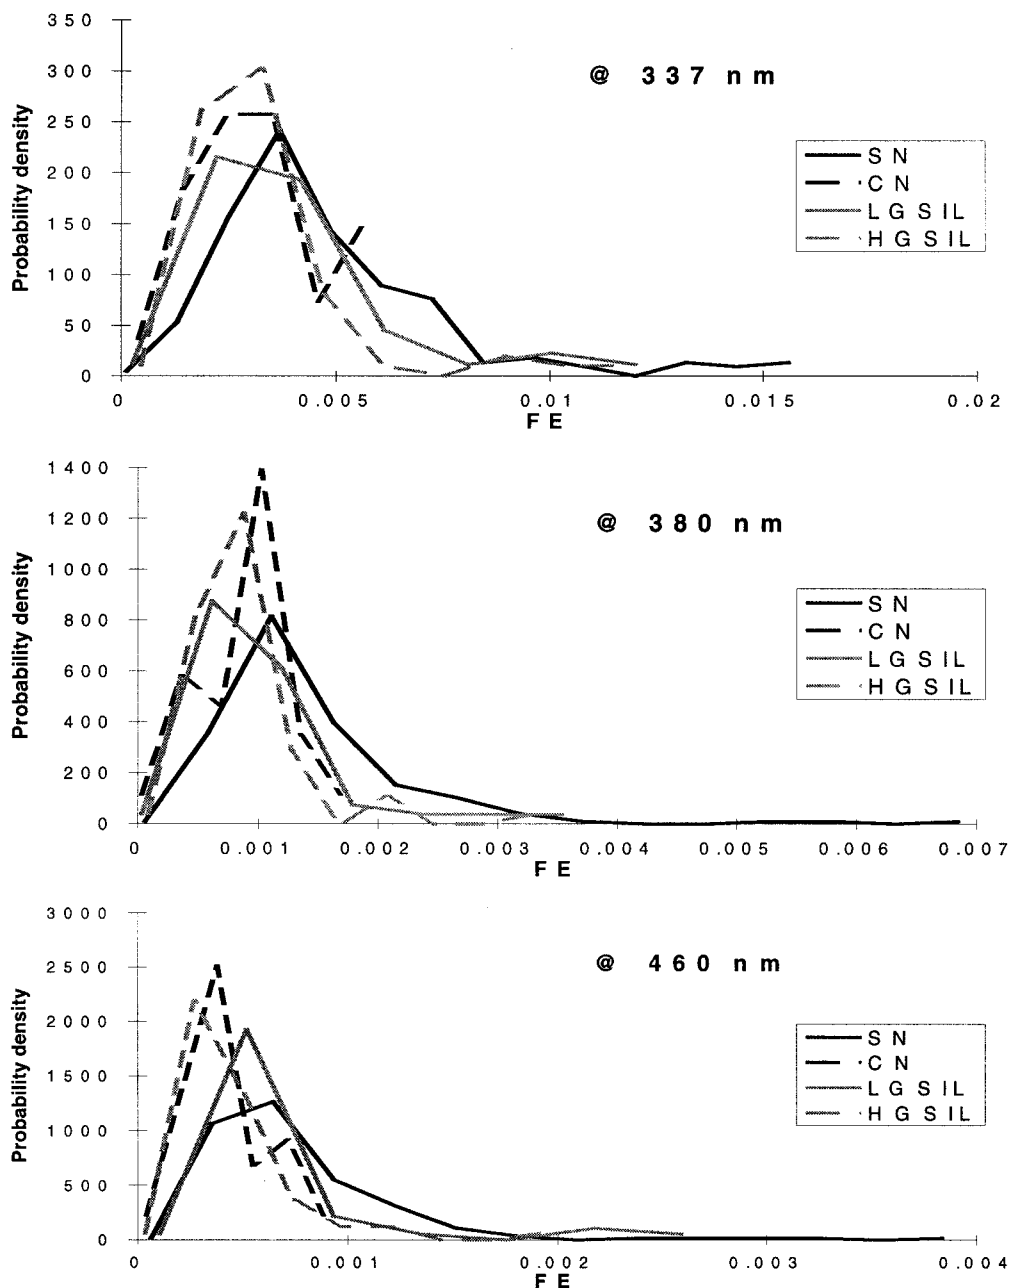 350
300
250
200
150
100
50
0
Probability density
@ 337 nm
SN
CN
LGSIL
HGSIL
0 0.005 0.01 0.015 0.02
FE
1400
1200
1000
800
600
400
200
0
Probability density
@ 380 nm
SN
CN
LGSIL
HGSIL
0 0.001 0.002 0.003 0.004 0.005 0.006 0.007
FE
3000
2500
2000
1500
1000
500
0
Probability density
@ 460 nm
SN
CN
LGSIL
HGSIL
0 0.001 0.002 0.003 0.004
FE